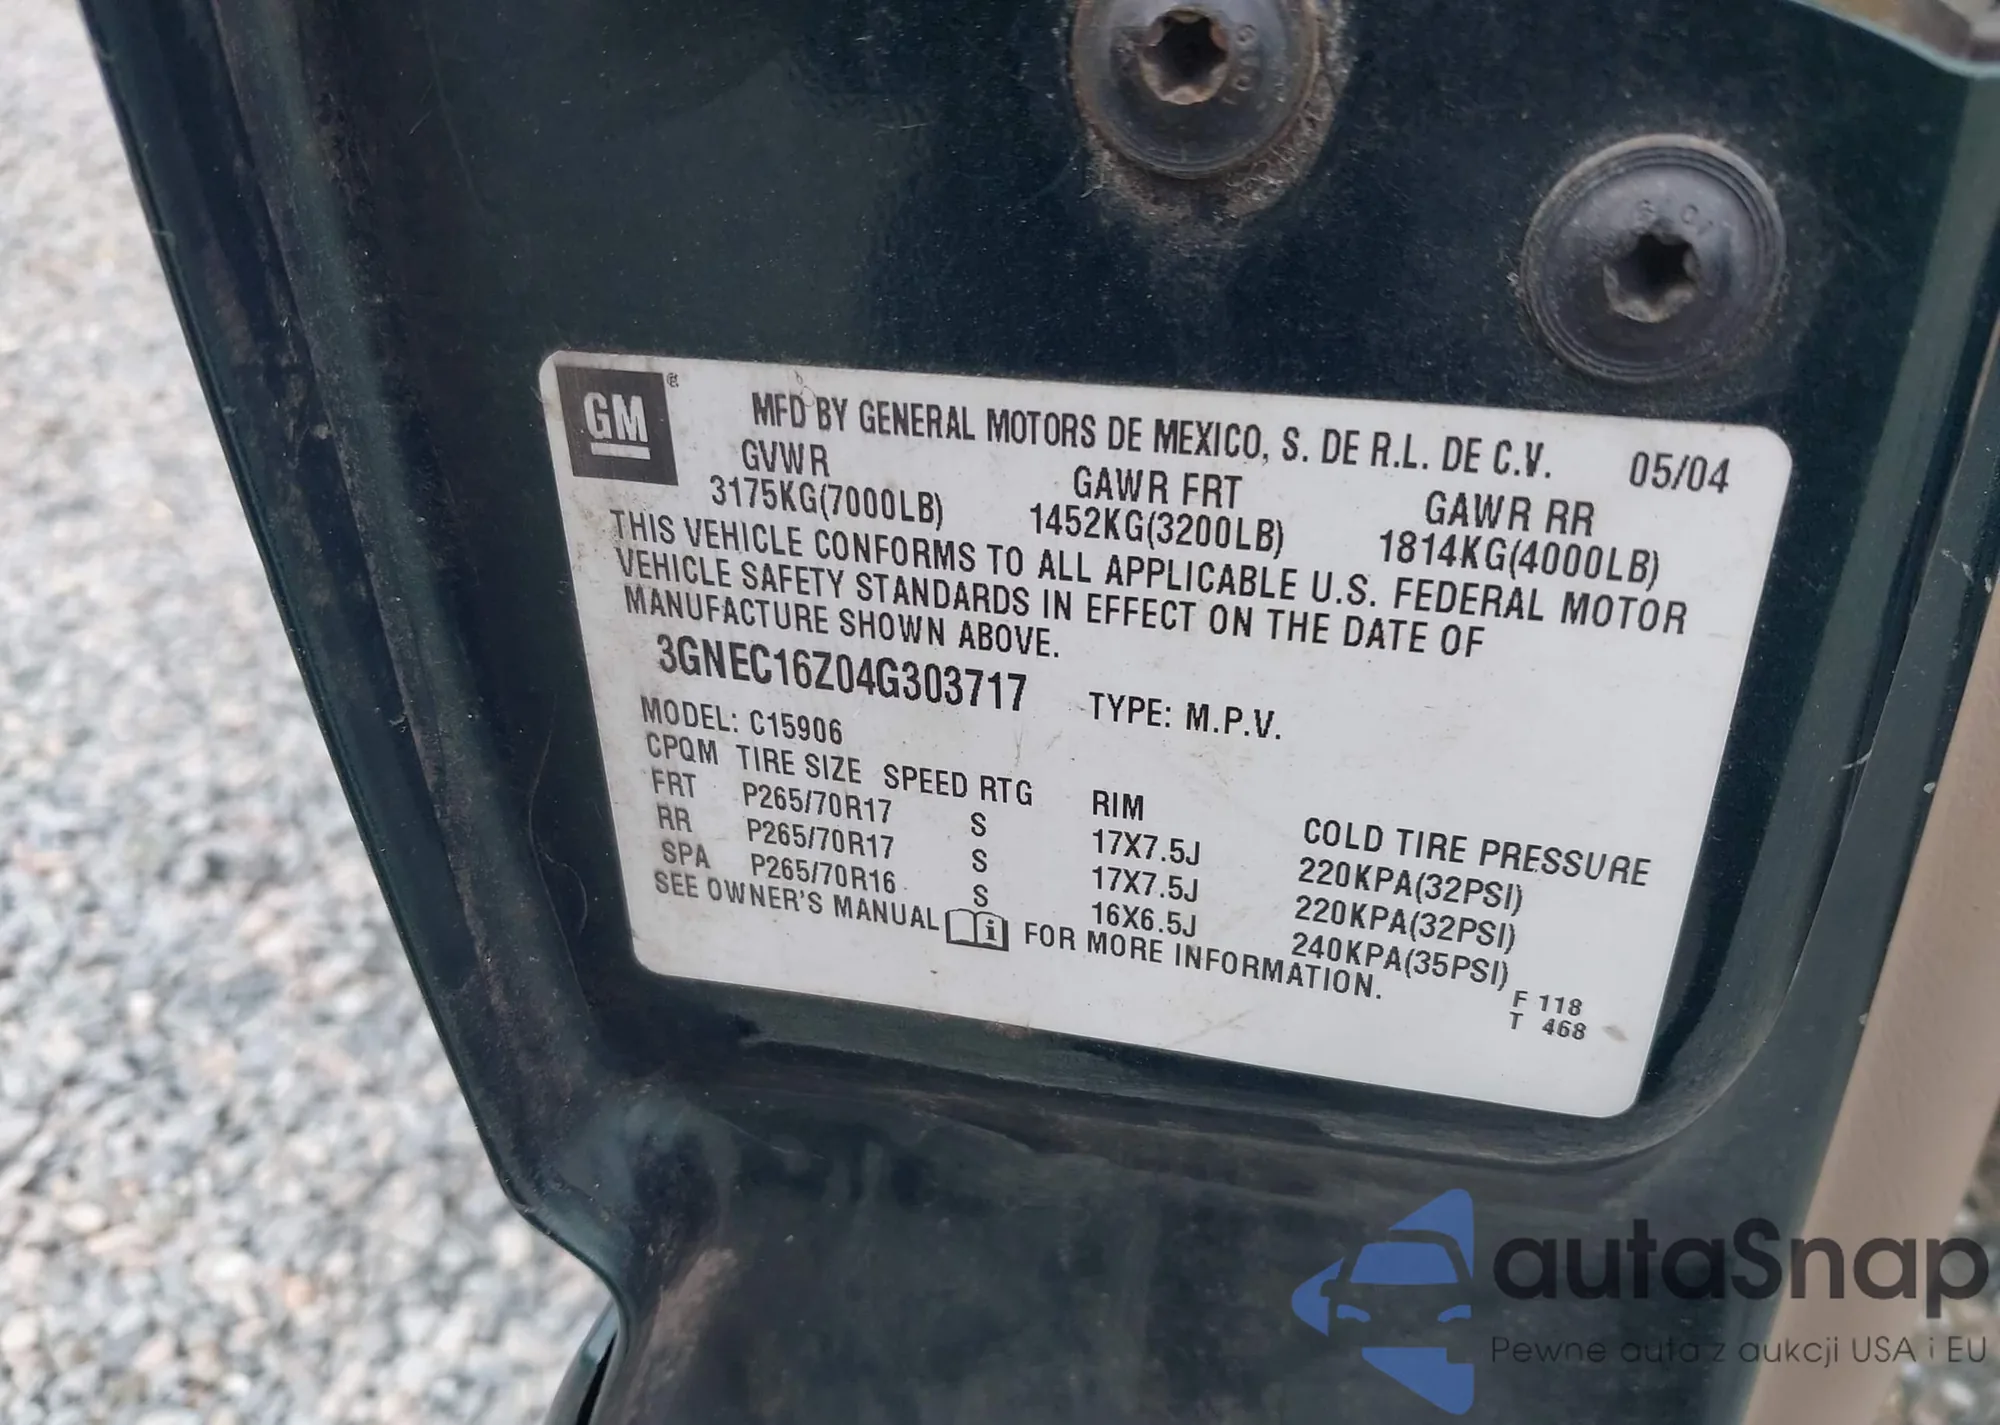 GM ® MFD BY GENERAL MOTORS DE MEXICO, S. DE R.L. DE C.V. 05/04
GVWR GAWR FRT GAWR RR
3175KG(7000LB) 1452KG(3200LB) 1814KG(4000LB)
THIS VEHICLE CONFORMS TO ALL APPLICABLE U.S. FEDERAL MOTOR
VEHICLE SAFETY STANDARDS IN EFFECT ON THE DATE OF
MANUFACTURE SHOWN ABOVE.
3GNEC16Z04G303717 TYPE: M.P.V.
MODEL: C15906
CPQM TIRE SIZE SPEED RTG RIM COLD TIRE PRESSURE
FRT P265/70R17 S 17X7.5J 220KPA(32PSI)
RR P265/70R17 S 17X7.5J 220KPA(32PSI)
SPA P265/70R16 S 16X6.5J 240KPA(35PSI)
SEE OWNER'S MANUAL i FOR MORE INFORMATION.
F 118
T 468
autaSnap
Pewne auta z aukcji USA i EU